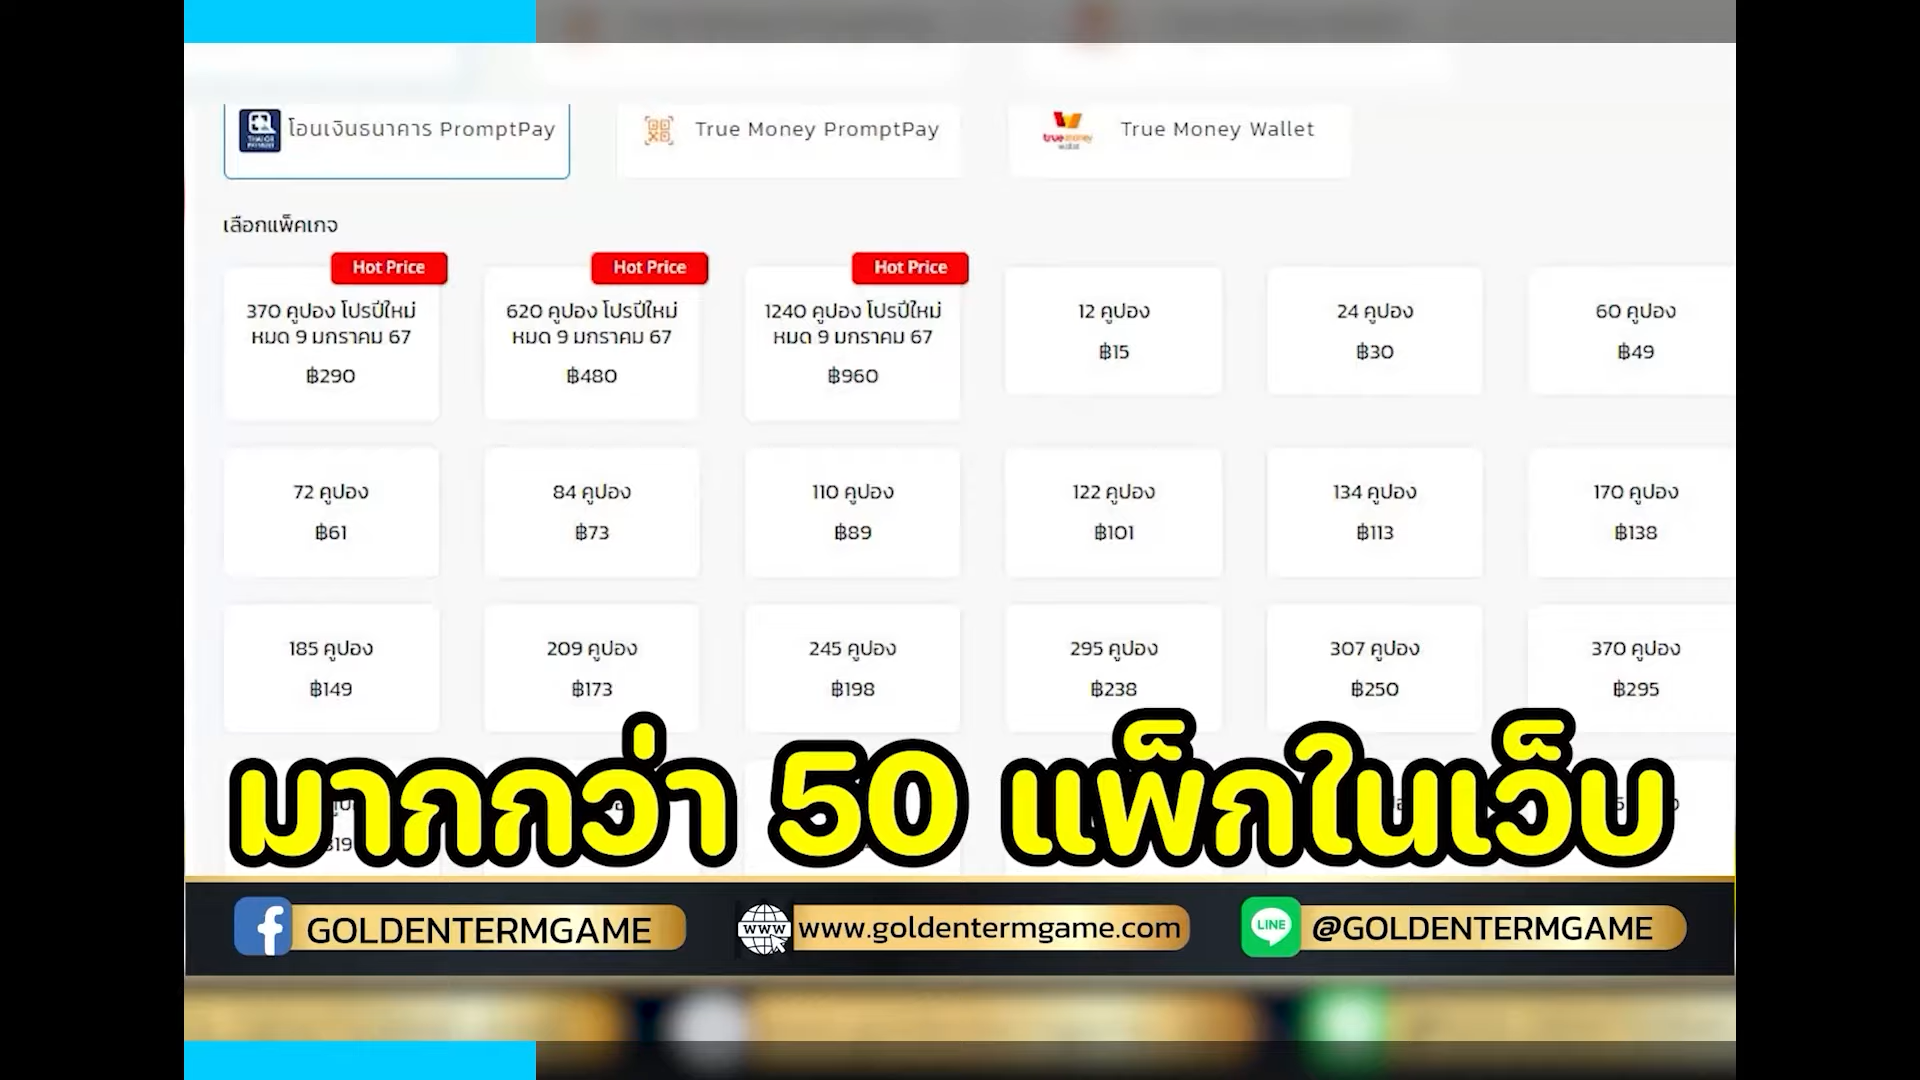 โอนเงินธนาคาร PromptPay
True Money PromptPay
truemoney
wallet
True Money Wallet
เลือกแพ็คเกจ
Hot Price
370 คูปอง โปรปีใหม่
หมด 9 มกราคม 67
฿290
Hot Price
620 คูปอง โปรปีใหม่
หมด 9 มกราคม 67
฿480
Hot Price
1240 คูปอง โปรปีใหม่
หมด 9 มกราคม 67
฿960
12 คูปอง
฿15
24 คูปอง
฿30
60 คูปอง
฿49
72 คูปอง
฿61
84 คูปอง
฿73
110 คูปอง
฿89
122 คูปอง
฿101
134 คูปอง
฿113
170 คูปอง
฿138
185 คูปอง
฿149
209 คูปอง
฿173
245 คูปอง
฿198
295 คูปอง
฿238
307 คูปอง
฿250
370 คูปอง
฿295
มากกว่า 50 แพ็กในเว็บ
GOLDENTERMGAME
www
www.goldentermgame.com
LINE
@GOLDENTERMGAME